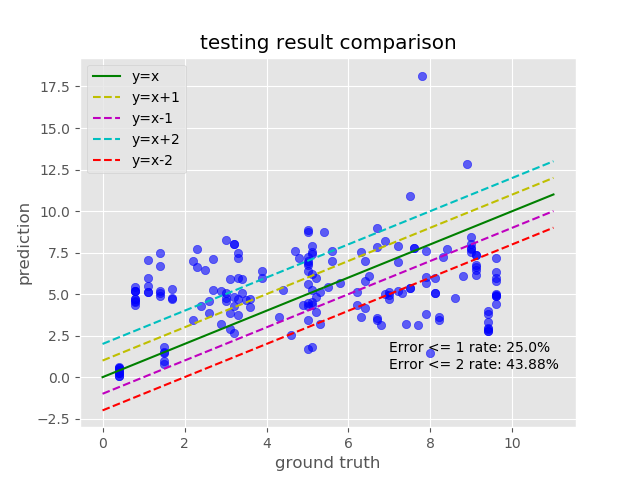 testing result comparison
y=x
y=x+1
y=x-1
y=x+2
y=x-2
17.5
15.0
12.5
10.0
7.5
5.0
2.5
0.0
−2.5
prediction
Error <= 1 rate: 25.0%
Error <= 2 rate: 43.88%
0 2 4 6 8 10
ground truth